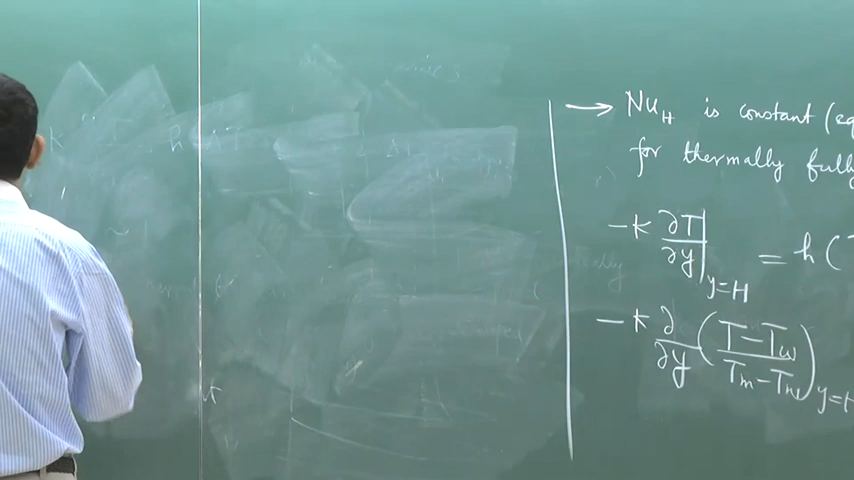 → Nu_H is constant (eq
for thermally fully
-k ∂T/∂y|_{y=H} = h (T
-k ∂/∂y ((T-T_w)/(T_m-T_w))_{y=H